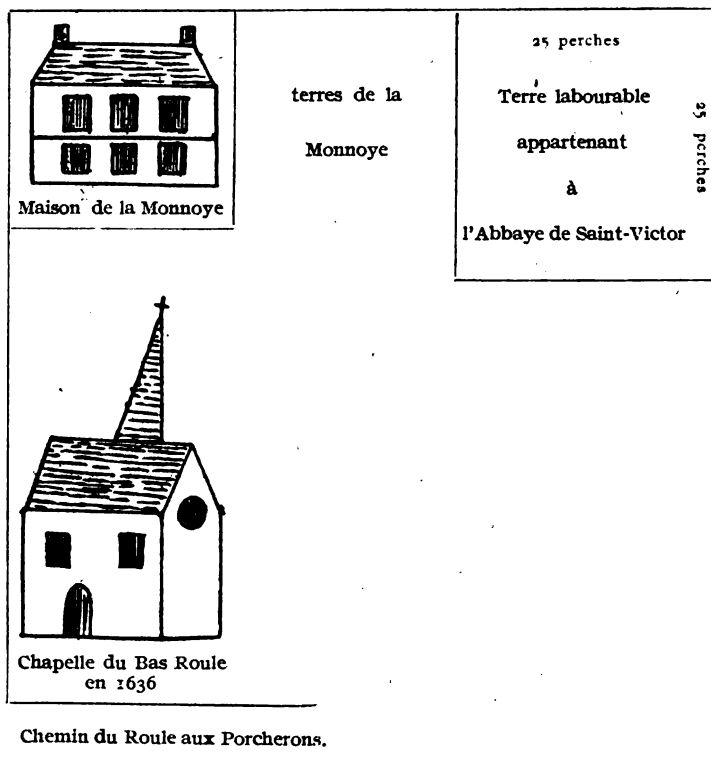 Maison de la Monnoye
terres de la
Monnoye
25 perches
Terre labourable
appartenant
à
l'Abbaye de Saint-Victor
25 perches
Chapelle du Bas Roule
en 1636
Chemin du Roule aux Porcherons.